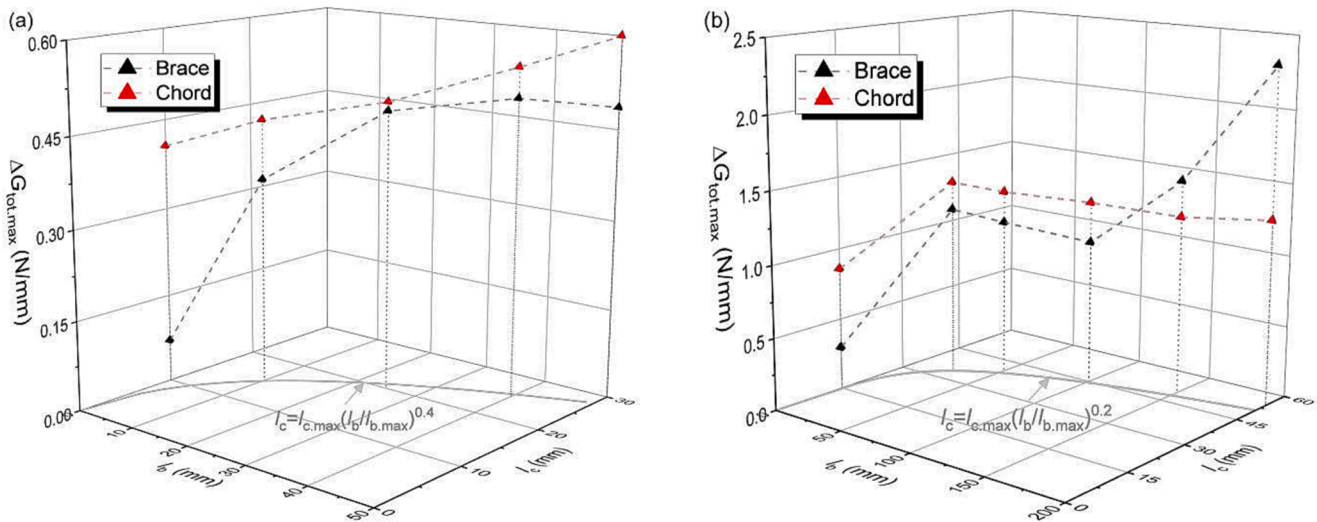 (a)
0.60
0.45
0.30
0.15
0.00
ΔG_tot.max (N/mm)
Brace
Chord
l_c=l_c.max(l_b/l_b.max)^0.4
0
10
20
30
40
50
l_b (mm)
0
10
20
30
l_c (mm)
(b)
2.5
2.0
1.5
1.0
0.5
0.0
ΔG_tot.max (N/mm)
Brace
Chord
l_c=l_c.max(l_b/l_b.max)^0.2
50
100
150
200
l_b (mm)
0
15
30
45
60
l_c (mm)